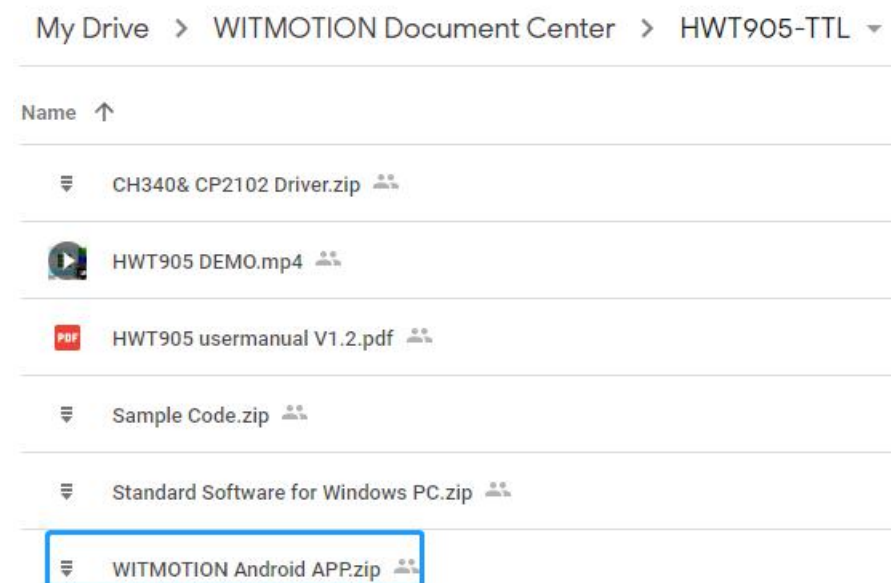 My Drive > WITMOTION Document Center > HWT905-TTL
Name ↑
CH340& CP2102 Driver.zip
HWT905 DEMO.mp4
PDF HWT905 usermanual V1.2.pdf
Sample Code.zip
Standard Software for Windows PC.zip
WITMOTION Android APP.zip